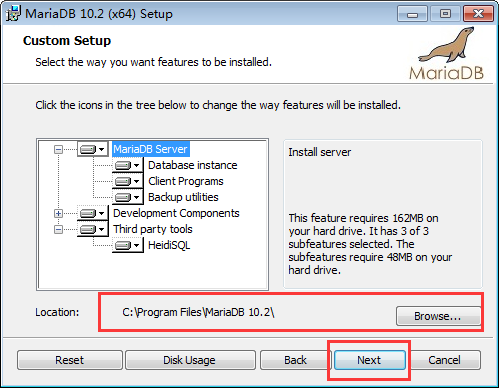 MariaDB 10.2 (x64) Setup
Custom Setup
Select the way you want features to be installed.
MariaDB
Click the icons in the tree below to change the way features will be installed.
MariaDB Server
Database instance
Client Programs
Backup utilities
Development Components
Third party tools
HeidiSQL
Install server
This feature requires 162MB on
your hard drive. It has 3 of 3
subfeatures selected. The
subfeatures require 48MB on your
hard drive.
Location: C:\Program Files\MariaDB 10.2\ Browse...
Reset Disk Usage Back Next Cancel